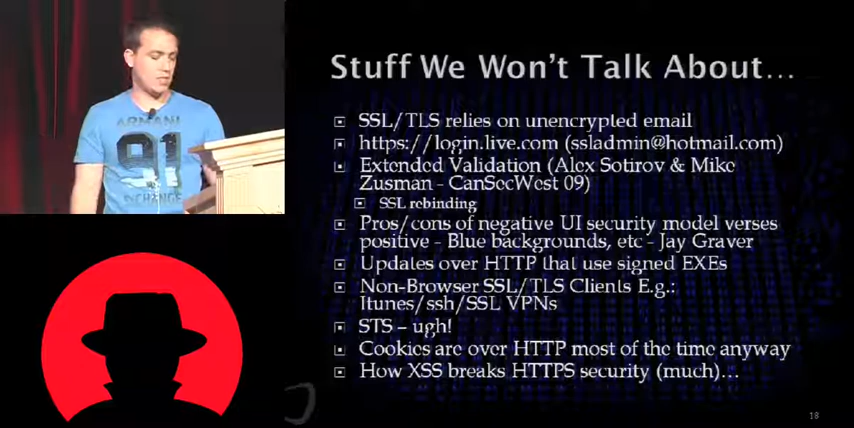 ARMANI
91
EXCHANGE
Stuff We Won't Talk About...
SSL/TLS relies on unencrypted email
https://login.live.com (ssladmin@hotmail.com)
Extended Validation (Alex Sotirov & Mike
Zusman - CanSecWest 09)
SSL rebinding
Pros/cons of negative UI security model verses
positive - Blue backgrounds, etc - Jay Graver
Updates over HTTP that use signed EXEs
Non-Browser SSL/TLS Clients E.g.:
Itunes/ssh/SSL VPNs
STS – ugh!
Cookies are over HTTP most of the time anyway
How XSS breaks HTTPS security (much)...
18